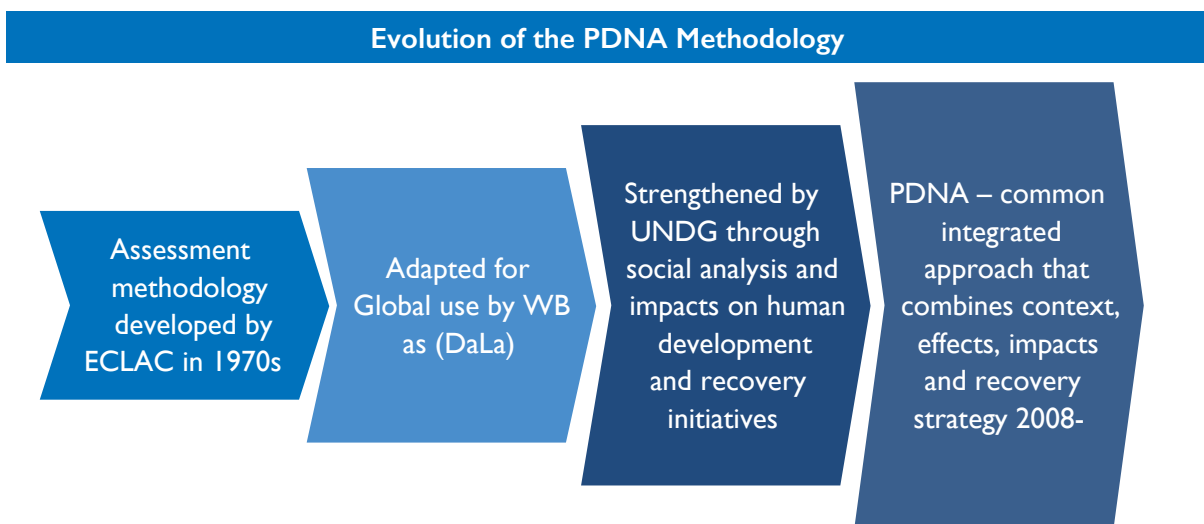 Evolution of the PDNA Methodology
Assessment
methodology
developed by
ECLAC in 1970s
Adapted for
Global use by WB
as (DaLa)
Strengthened by
UNDG through
social analysis and
impacts on human
development
and recovery
initiatives
PDNA – common
integrated
approach that
combines context,
effects, impacts
and recovery
strategy 2008-